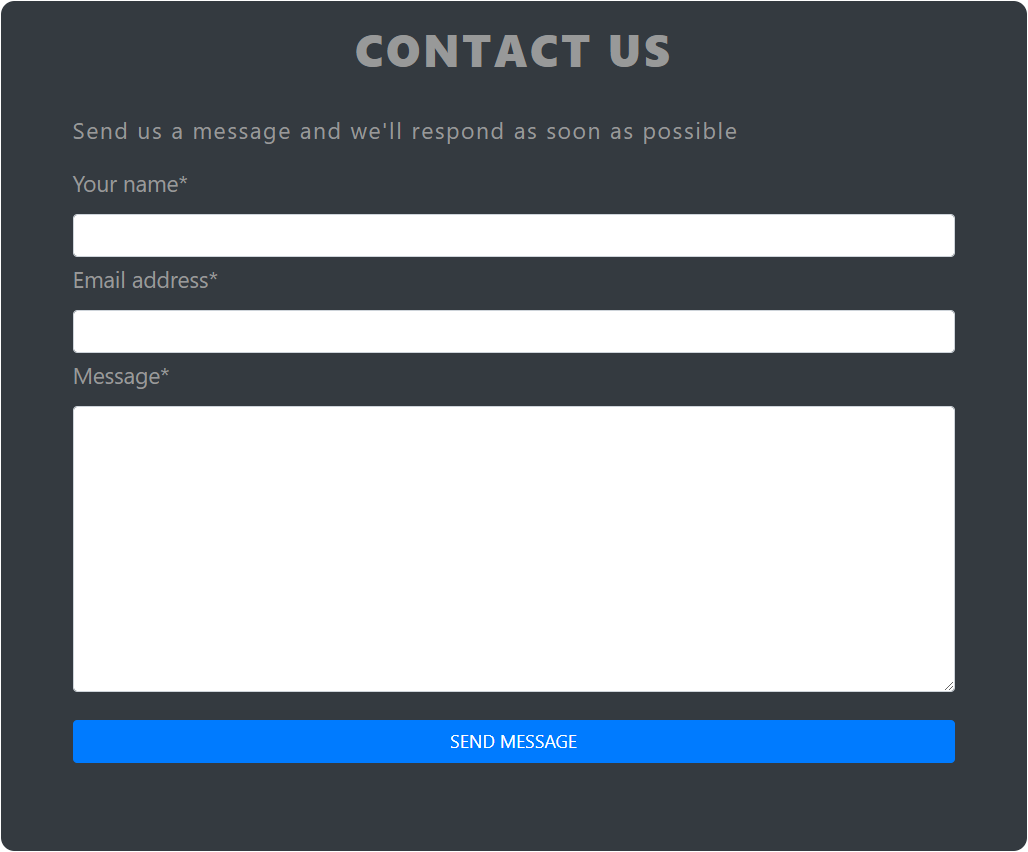 CONTACT US
Send us a message and we'll respond as soon as possible
Your name*
Email address*
Message*
SEND MESSAGE